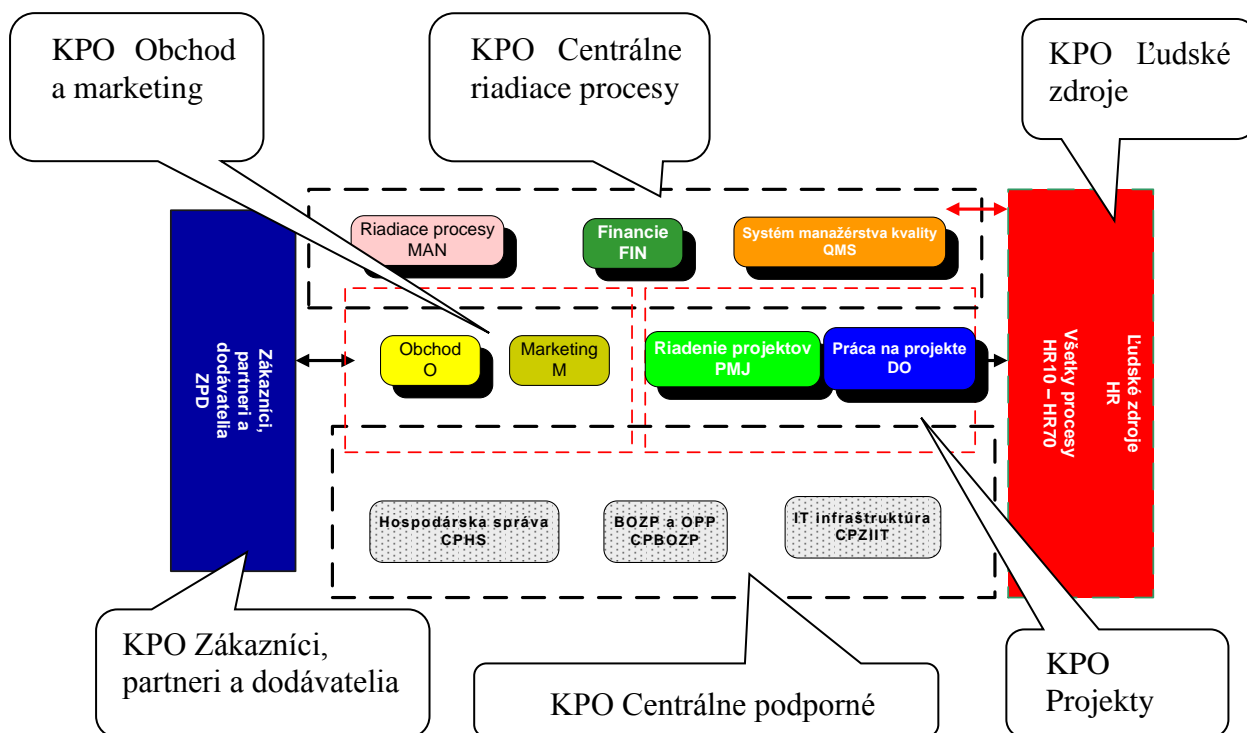 KPO Obchod
a marketing
KPO Centrálne
riadiace procesy
KPO Ľudské
zdroje
Riadiace procesy
MAN
Financie
FIN
Systém manažérstva kvality
QMS
Zákazníci,
partneri a
dodávatelia
ZPD
Obchod
O
Marketing
M
Riadenie projektov
PMJ
Práca na projekte
DO
Ľudské zdroje
HR
Všetky procesy
HR10 – HR70
Hospodárska správa
CPHS
BOZP a OPP
CPBOZP
IT infraštruktúra
CPZIIT
KPO Zákazníci,
partneri a dodávatelia
KPO Centrálne podporné
KPO
Projekty